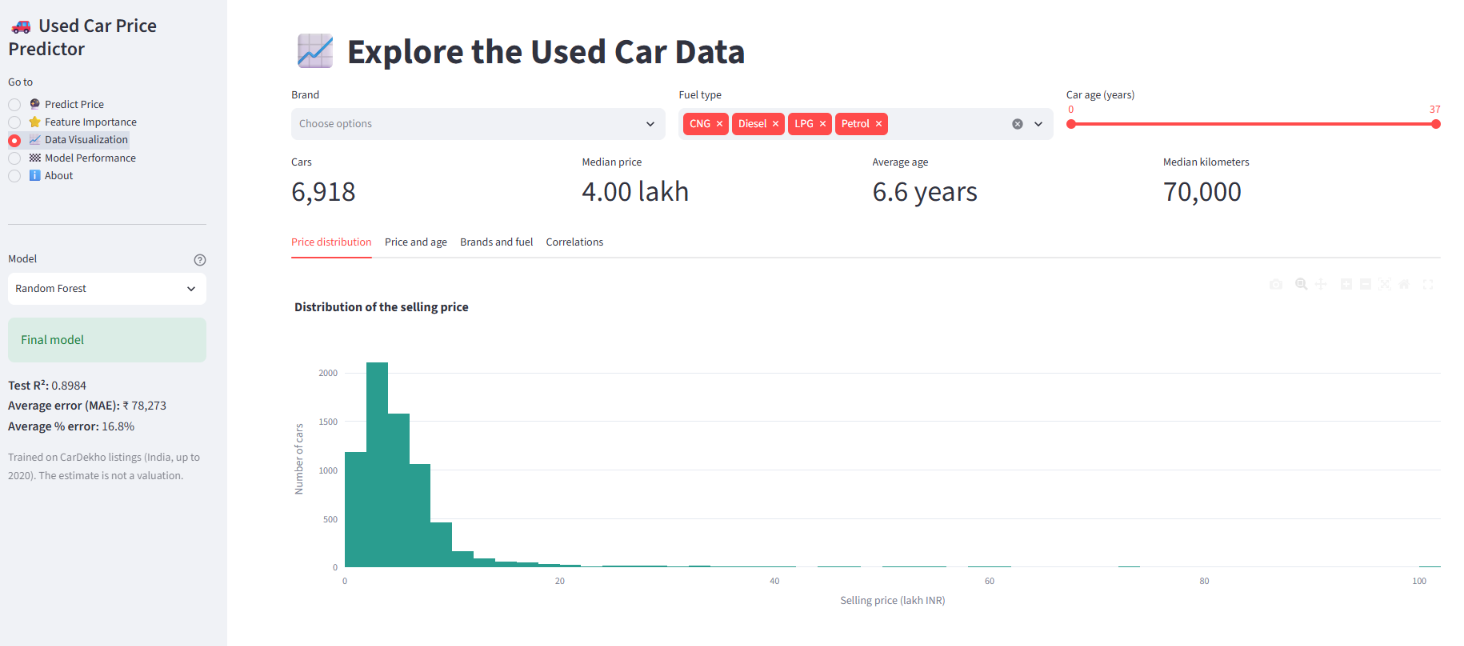 Used Car Price
Predictor
Go to
Predict Price
Feature Importance
Data Visualization
Model Performance
About
Model
Random Forest
Final model
Test R²: 0.8984
Average error (MAE): ₹ 78,273
Average % error: 16.8%
Trained on CarDekho listings (India, up to
2020). The estimate is not a valuation.
Explore the Used Car Data
Brand
Choose options
Fuel type
CNG × Diesel × LPG × Petrol ×
Car age (years)
0 37
Cars
6,918
Median price
4.00 lakh
Average age
6.6 years
Median kilometers
70,000
Price distribution Price and age Brands and fuel Correlations
Distribution of the selling price
Number of cars
2000
1500
1000
500
0
0 20 40 60 80 100
Selling price (lakh INR)